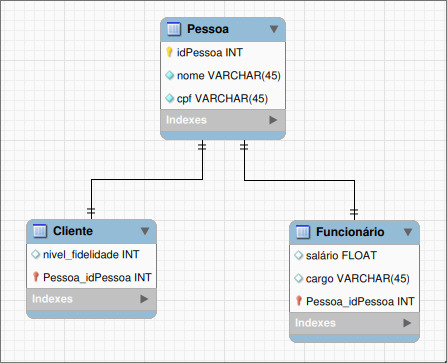 Pessoa
idPessoa INT
nome VARCHAR(45)
cpf VARCHAR(45)
Indexes
Cliente
nivel_fidelidade INT
Pessoa_idPessoa INT
Indexes
Funcionário
salário FLOAT
cargo VARCHAR(45)
Pessoa_idPessoa INT
Indexes